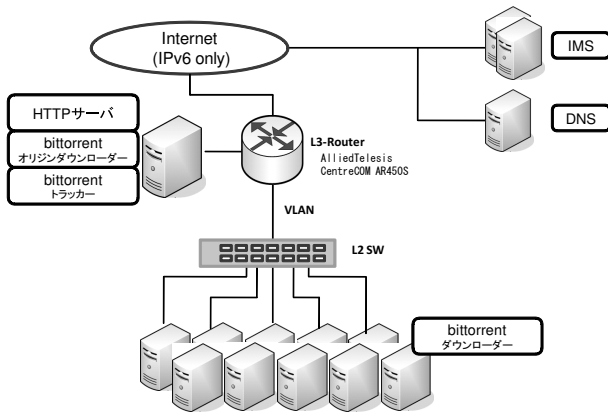 Internet
(IPv6 only)
IMS
DNS
HTTPサーバ
bittorrent
オリジンダウンローダー
bittorrent
トラッカー
L3-Router
AlliedTelesis
CentreCOM AR450S
VLAN
L2 SW
bittorrent
ダウンローダー